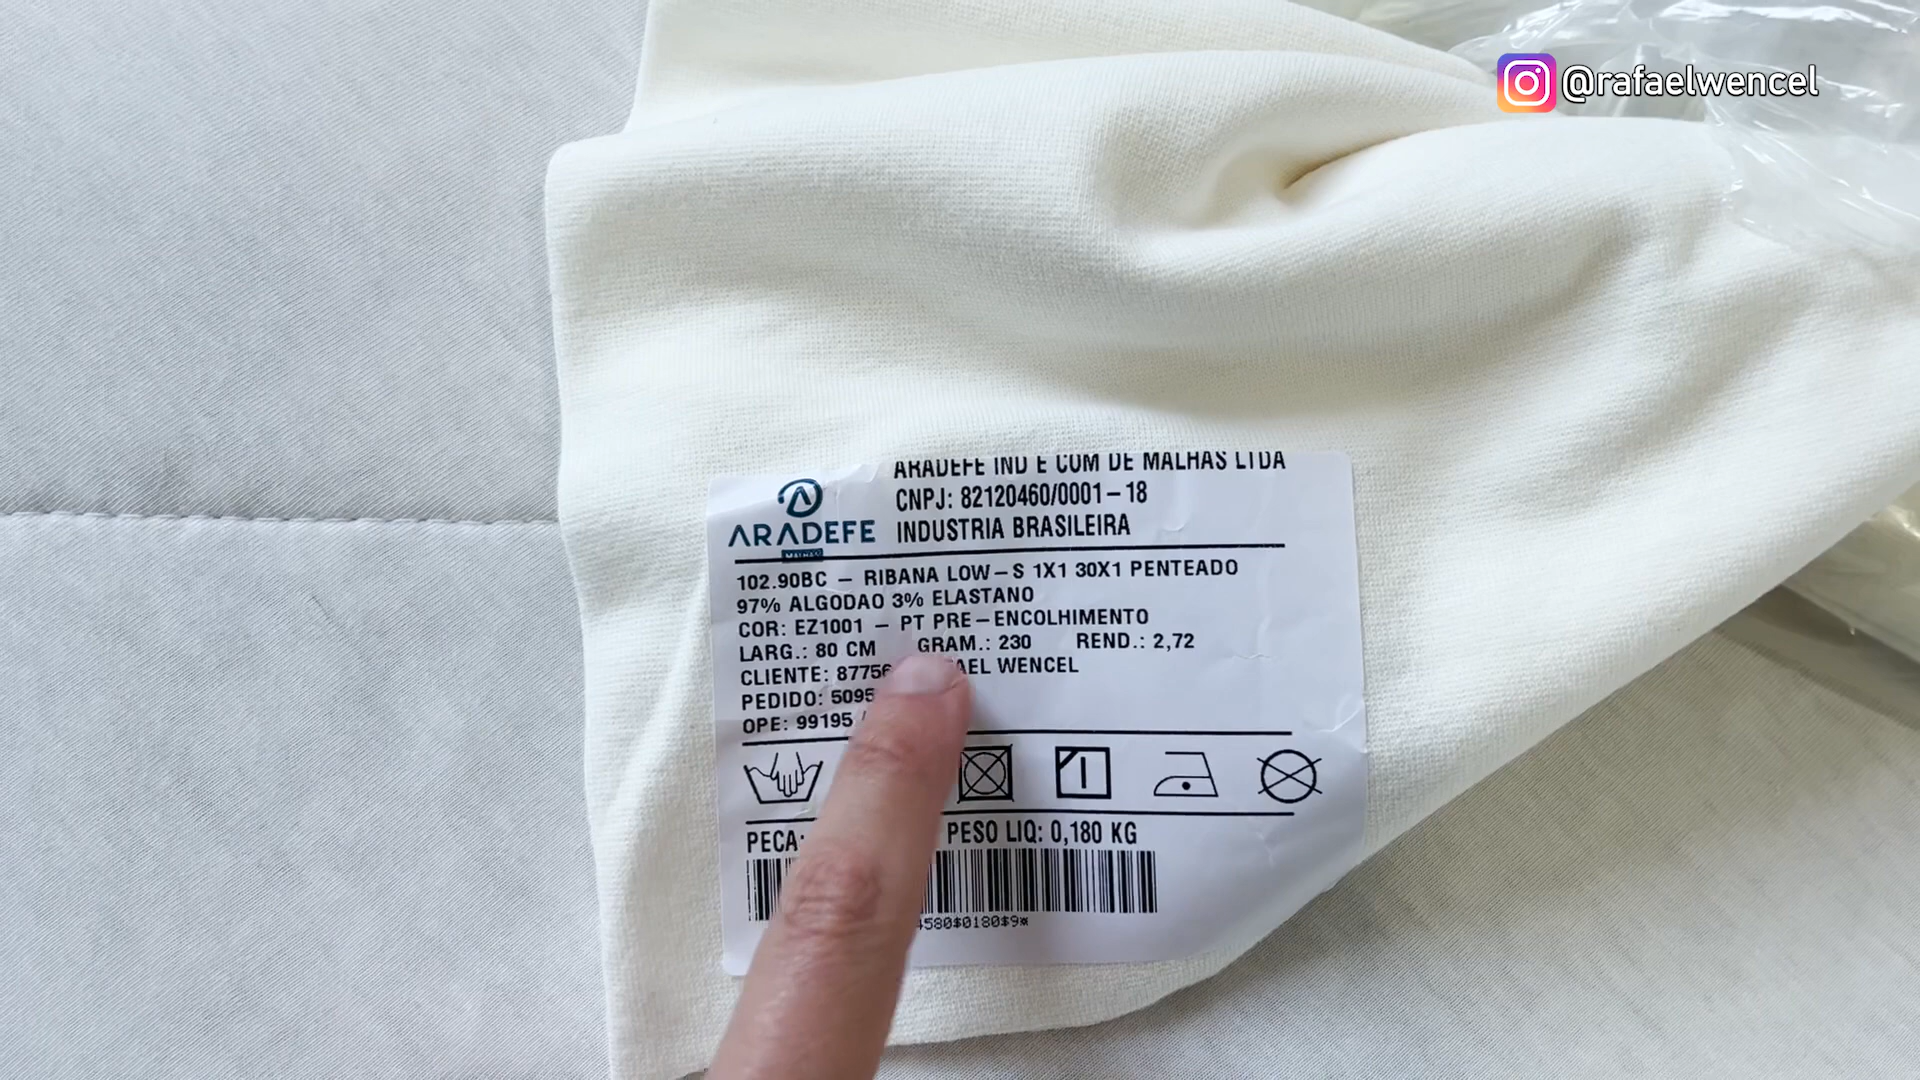 @rafaelwencel
ARADEFE IND E COM DE MALHAS LTDA
CNPJ: 82120460/0001-18
INDUSTRIA BRASILEIRA
ARADEFE
MALHAS
102.90BC - RIBANA LOW-S 1X1 30X1 PENTEADO
97% ALGODAO 3% ELASTANO
COR: EZ1001 - PT PRE-ENCOLHIMENTO
LARG.: 80 CM GRAM.: 230 REND.: 2,72
CLIENTE: 87756 AEL WENCEL
PEDIDO: 5095
OPE: 99195 /
PECA: PESO LIQ: 0,180 KG
4580$0180$9*